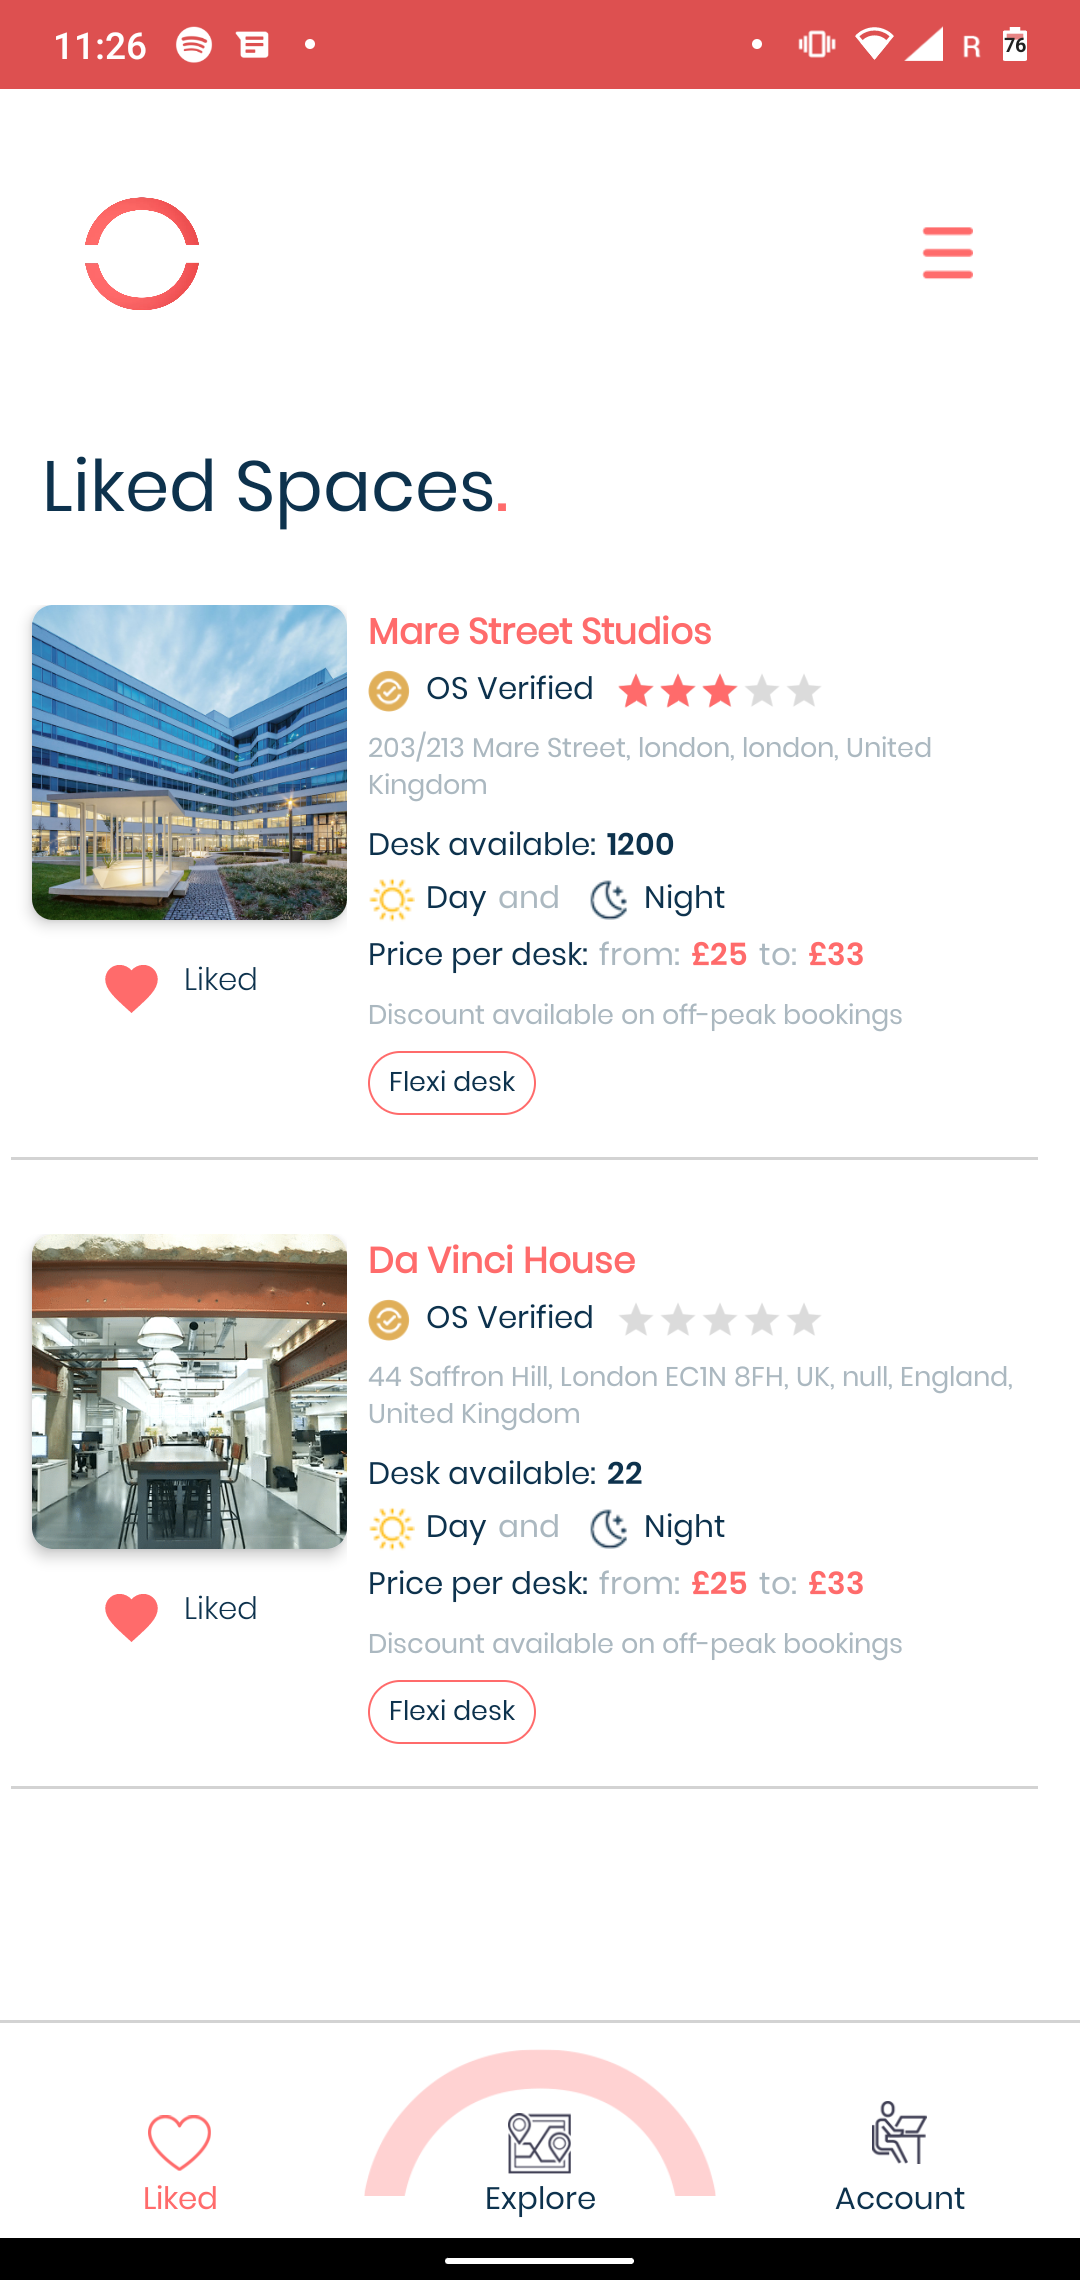 11:26
R
76
Liked Spaces.
Mare Street Studios
OS Verified
203/213 Mare Street, london, london, United
Kingdom
Desk available: 1200
Day and Night
Price per desk: from: £25 to: £33
Liked
Discount available on off-peak bookings
Flexi desk
Da Vinci House
OS Verified
44 Saffron Hill, London EC1N 8FH, UK, null, England,
United Kingdom
Desk available: 22
Day and Night
Price per desk: from: £25 to: £33
Liked
Discount available on off-peak bookings
Flexi desk
Liked
Explore
Account